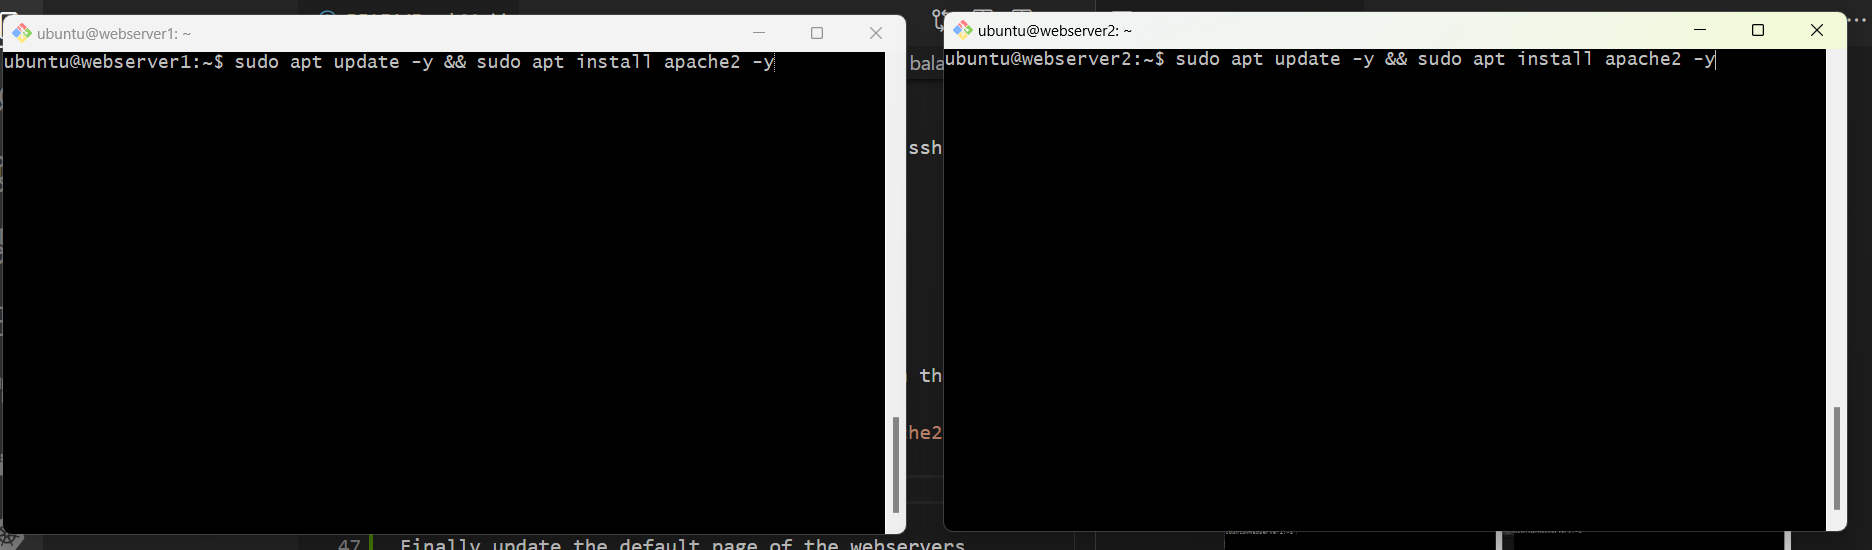 ubuntu@webserver1: ~
ubuntu@webserver1:~$ sudo apt update -y && sudo apt install apache2 -y
ubuntu@webserver2: ~
ubuntu@webserver2:~$ sudo apt update -y && sudo apt install apache2 -y
bala
ssh
th
che2
47 Finally update the default page of the webservers